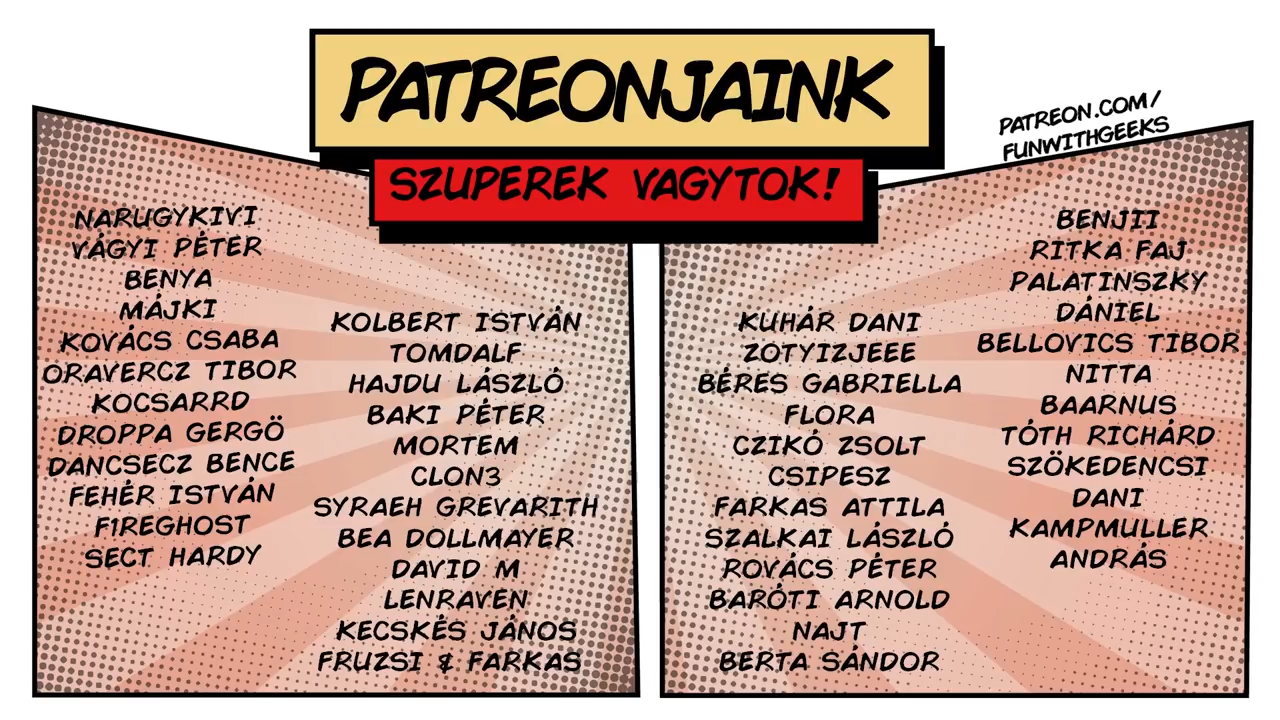 PATREONJAINK
SZUPEREK VAGYTOK!
PATREON.COM/
FUNWITHGEEKS
NARUGYKIVI
VÁGYI PÉTER
BENYA
MÁJKI
KOVÁCS CSABA
ORAVERCZ TIBOR
KOCSARRD
DROPPA GERGÖ
DANCSECZ BENCE
FEHÉR ISTVÁN
F1REGHOST
SECT HARDY
KOLBERT ISTVÁN
TOMDALF
HAJDU LÁSZLÓ
BAKI PÉTER
MORTEM
CLON3
SYRAEH GREVARITH
BEA DOLLMAYER
DAVID M
LENRAVEN
KECSKÉS JÁNOS
FRUZSI & FARKAS
KUHÁR DANI
ZOTYIZJEEE
BÉRES GABRIELLA
FLORA
CZIKÓ ZSOLT
CSIPESZ
FARKAS ATTILA
SZALKAI LÁSZLÓ
ROVÁCS PÉTER
BARÓTI ARNOLD
NAJT
BERTA SÁNDOR
BENJII
RITKA FAJ
PALATINSZKY
DÁNIEL
BELLOVICS TIBOR
NITTA
BAARNUS
TÓTH RICHÁRD
SZÖKEDENCSI
DANI
KAMPMULLER
ANDRÁS